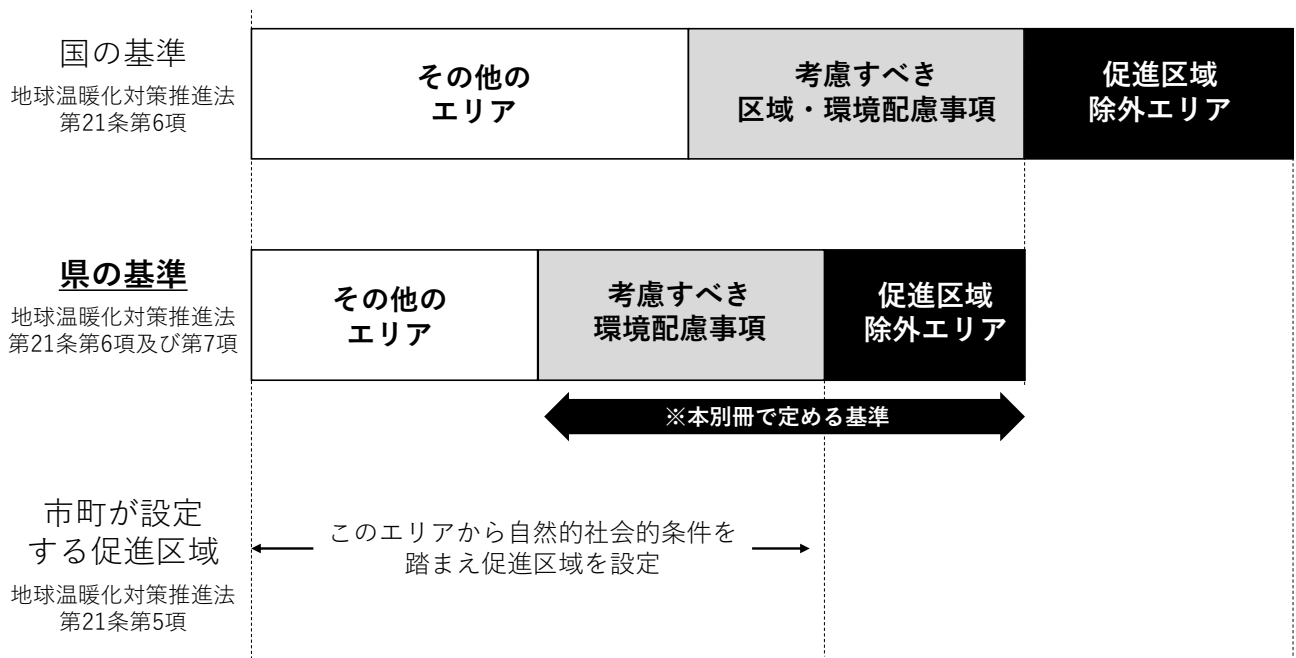 国の基準
地球温暖化対策推進法
第21条第6項
その他の
エリア
考慮すべき
区域・環境配慮事項
促進区域
除外エリア
県の基準
地球温暖化対策推進法
第21条第6項及び第7項
その他の
エリア
考慮すべき
環境配慮事項
促進区域
除外エリア
※本別冊で定める基準
市町が設定
する促進区域
地球温暖化対策推進法
第21条第5項
このエリアから自然的社会的条件を
踏まえ促進区域を設定